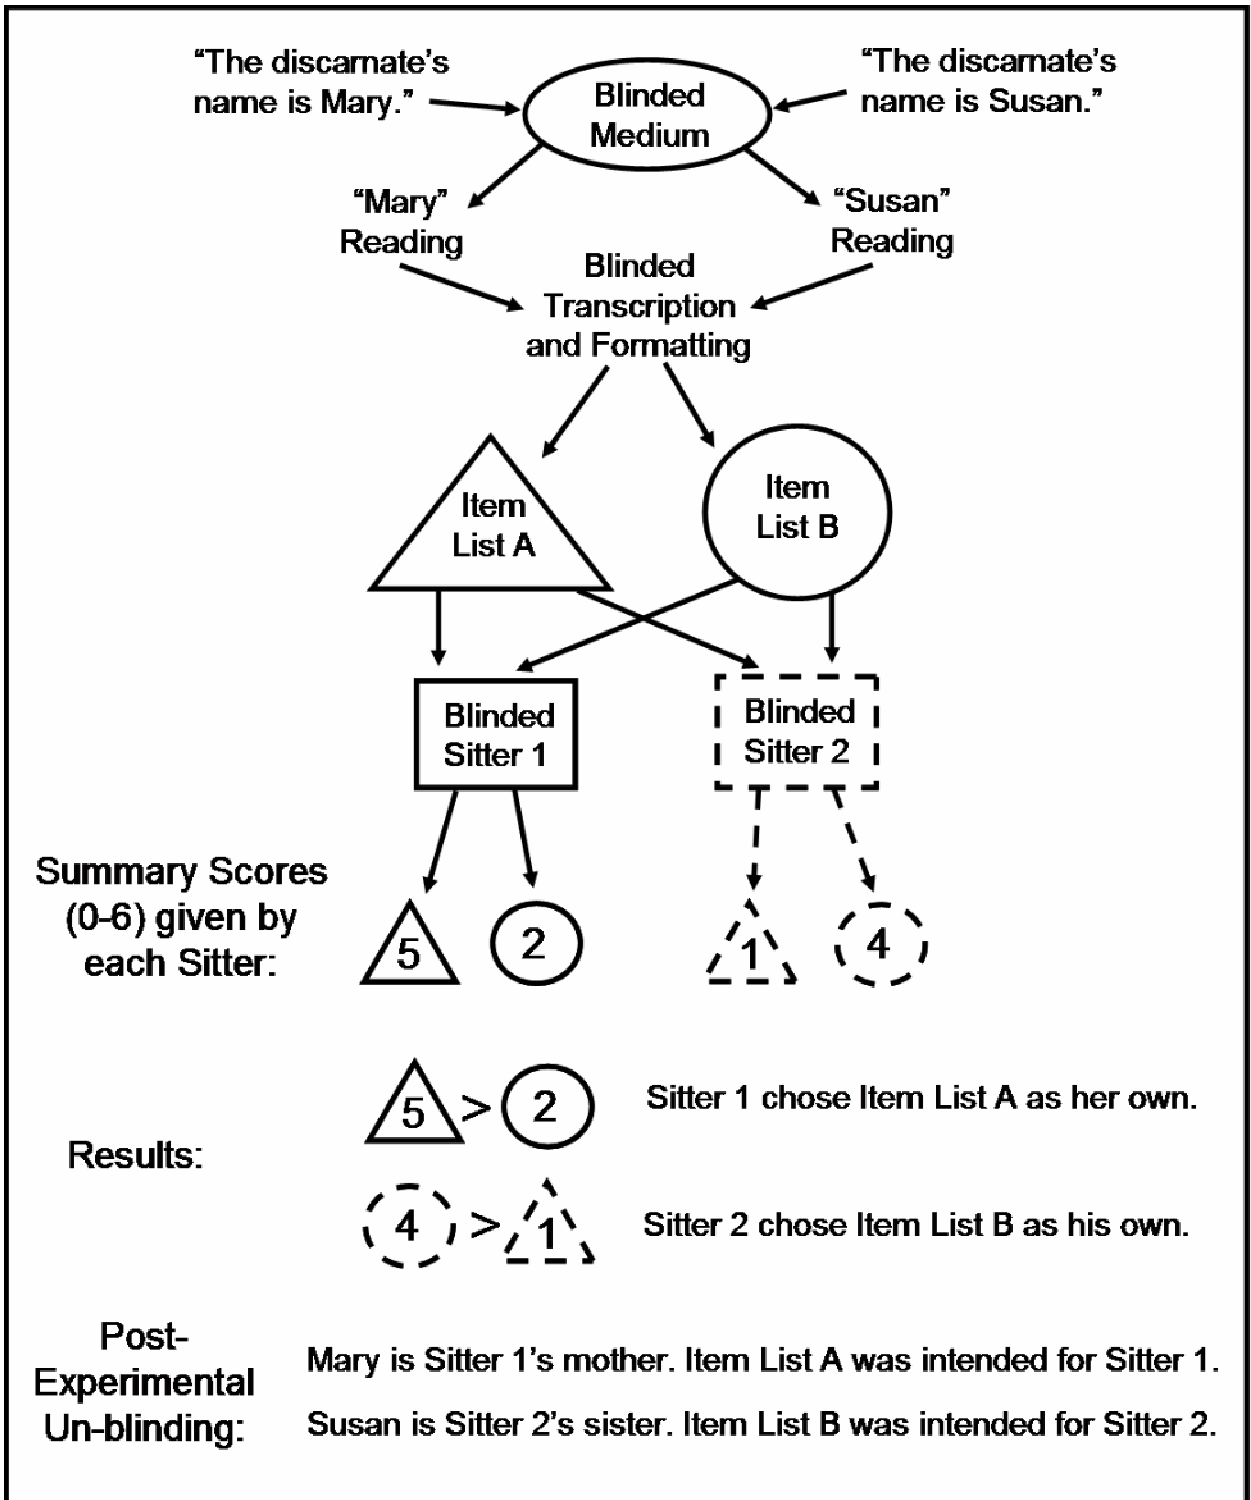 “The discarnate’s
name is Mary.”
“The discarnate’s
name is Susan.”
Blinded
Medium
“Mary”
Reading
“Susan”
Reading
Blinded
Transcription
and Formatting
Item
List A
Item
List B
Blinded
Sitter 1
Blinded
Sitter 2
Summary Scores
(0-6) given by
each Sitter:
5
2
1
4
Results:
5 > 2
Sitter 1 chose Item List A as her own.
4 > 1
Sitter 2 chose Item List B as his own.
Post-
Experimental
Un-blinding:
Mary is Sitter 1’s mother. Item List A was intended for Sitter 1.
Susan is Sitter 2’s sister. Item List B was intended for Sitter 2.